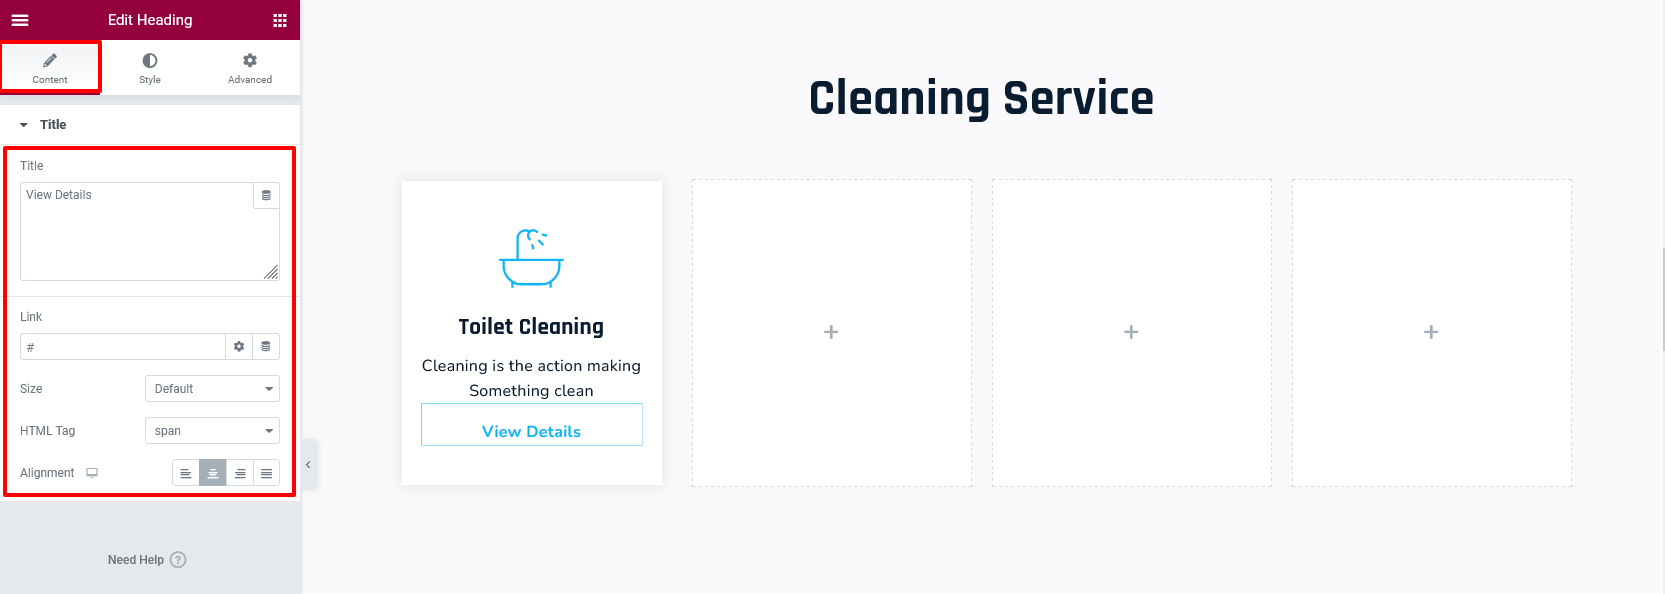 Edit Heading
Content
Style
Advanced
Title
Title
View Details
Link
#
Size
Default
HTML Tag
span
Alignment
Need Help ?
Cleaning Service
Toilet Cleaning
Cleaning is the action making
Something clean
View Details
+
+
+